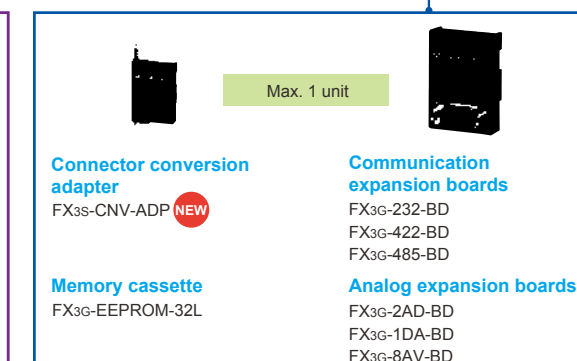 Max. 1 unit
Connector conversion
adapter
FX3S-CNV-ADP NEW
Memory cassette
FX3G-EEPROM-32L
Communication
expansion boards
FX3G-232-BD
FX3G-422-BD
FX3G-485-BD
Analog expansion boards
FX3G-2AD-BD
FX3G-1DA-BD
FX3G-8AV-BD